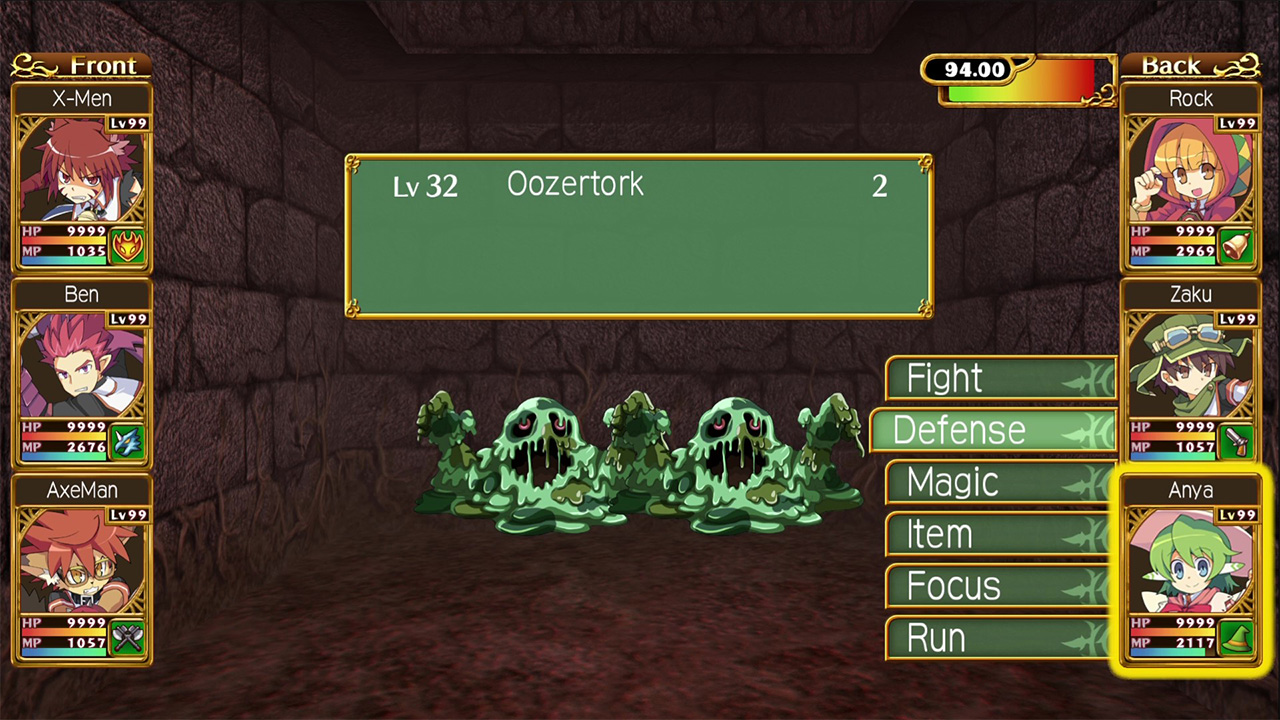 Front
X-Men
Lv99
HP 9999
MP 1035
Ben
Lv99
HP 9999
MP 2676
AxeMan
Lv99
HP 9999
MP 1057
94.00
Lv 32 Oozertork 2
Fight
Defense
Magic
Item
Focus
Run
Back
Rock
Lv99
HP 9999
MP 2969
Zaku
Lv99
HP 9999
MP 1057
Anya
Lv99
HP 9999
MP 2117